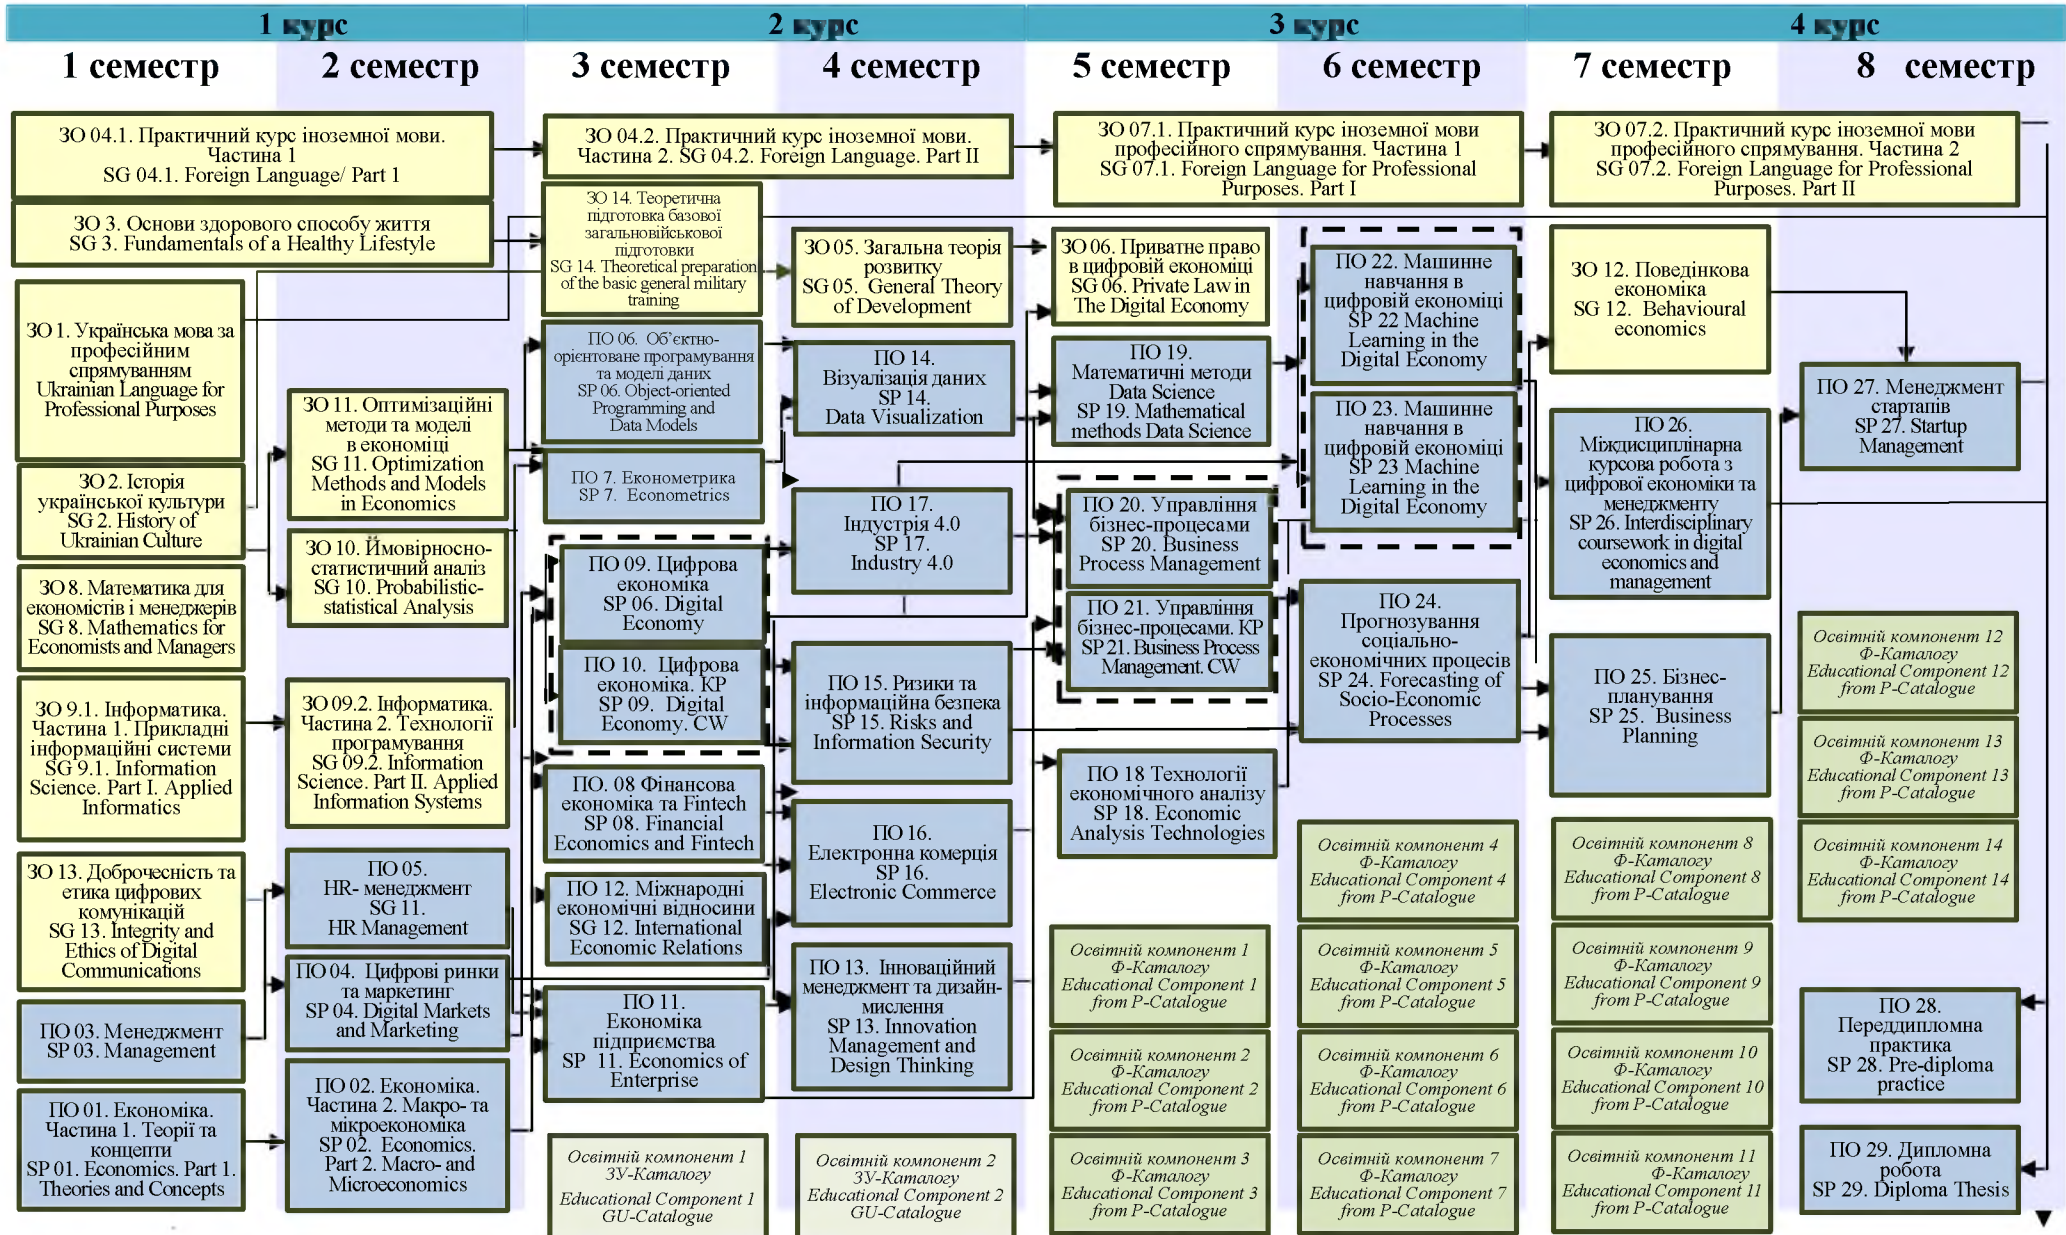 1 курс
2 курс
3 курс
4 курс
1 семестр
2 семестр
3 семестр
4 семестр
5 семестр
6 семестр
7 семестр
8 семестр
ЗО 04.1. Практичний курс іноземної мови.
Частина 1
SG 04.1. Foreign Language/ Part 1
ЗО 3. Основи здорового способу життя
SG 3. Fundamentals of a Healthy Lifestyle
ЗО 1. Українська мова за
професійним
спрямуванням
Ukrainian Language for
Professional Purposes
ЗО 2. Історія
української культури
SG 2. History of
Ukrainian Culture
ЗО 8. Математика для
економістів і менеджерів
SG 8. Mathematics for
Economists and Managers
ЗО 9.1. Інформатика.
Частина 1. Прикладні
інформаційні системи
SG 9.1. Information
Science. Part I. Applied
Informatics
ЗО 13. Доброчесність та
етика цифрових
комунікацій
SG 13. Integrity and
Ethics of Digital
Communications
ПО 03. Менеджмент
SP 03. Management
ПО 01. Економіка.
Частина 1. Теорії та
концепти
SP 01. Economics. Part 1.
Theories and Concepts
ЗО 11. Оптимізаційні
методи та моделі
в економіці
SG 11. Optimization
Methods and Models
in Economics
ЗО 10. Ймовірносно-
статистичний аналіз
SG 10. Probabilistic-
statistical Analysis
ЗО 09.2. Інформатика.
Частина 2. Технології
програмування
SG 09.2. Information
Science. Part II. Applied
Information Systems
ПО 05.
HR- менеджмент
SG 11.
HR Management
ПО 04. Цифрові ринки
та маркетинг
SP 04. Digital Markets
and Marketing
ПО 02. Економіка.
Частина 2. Макро- та
мікроекономіка
SP 02. Economics.
Part 2. Macro- and
Microeconomics
ЗО 04.2. Практичний курс іноземної мови.
Частина 2. SG 04.2. Foreign Language. Part II
ЗО 14. Теоретична
підготовка базової
загальновійськової
підготовки
SG 14. Theoretical preparation
of the basic general military
training
ПО 06. Об’єктно-
орієнтоване програмування
та моделі даних
SP 06. Object-oriented
Programming and
Data Models
ПО 7. Економетрика
SP 7. Econometrics
ПО 09. Цифрова
економіка
SP 06. Digital
Economy
ПО 10. Цифрова
економіка. КР
SP 09. Digital
Economy. CW
ПО. 08 Фінансова
економіка та Fintech
SP 08. Financial
Economics and Fintech
ПО 12. Міжнародні
економічні відносини
SG 12. International
Economic Relations
ПО 11.
Економіка
підприємства
SP 11. Economics of
Enterprise
Освітній компонент 1
ЗУ-Каталогу
Educational Component 1
GU-Catalogue
ЗО 05. Загальна теорія
розвитку
SG 05. General Theory
of Development
ПО 14.
Візуалізація даних
SP 14.
Data Visualization
ПО 17.
Індустрія 4.0
SP 17.
Industry 4.0
ПО 15. Ризики та
інформаційна безпека
SP 15. Risks and
Information Security
ПО 16.
Електронна комерція
SP 16.
Electronic Commerce
ПО 13. Інноваційний
менеджмент та дизайн-
мислення
SP 13. Innovation
Management and
Design Thinking
Освітній компонент 2
ЗУ-Каталогу
Educational Component 2
GU-Catalogue
ЗО 07.1. Практичний курс іноземної мови
професійного спрямування. Частина 1
SG 07.1. Foreign Language for Professional
Purposes. Part I
ЗО 06. Приватне право
в цифровій економіці
SG 06. Private Law in
The Digital Economy
ПО 19.
Математичні методи
Data Science
SP 19. Mathematical
methods Data Science
ПО 20. Управління
бізнес-процесами
SP 20. Business
Process Management
ПО 21. Управління
бізнес-процесами. КР
SP 21. Business Process
Management. CW
ПО 18 Технології
економічного аналізу
SP 18. Economic
Analysis Technologies
Освітній компонент 1
Ф-Каталогу
Educational Component 1
from P-Catalogue
Освітній компонент 2
Ф-Каталогу
Educational Component 2
from P-Catalogue
Освітній компонент 3
Ф-Каталогу
Educational Component 3
from P-Catalogue
ПО 22. Машинне
навчання в
цифровій економіці
SP 22 Machine
Learning in the
Digital Economy
ПО 23. Машинне
навчання в
цифровій економіці
SP 23 Machine
Learning in the
Digital Economy
ПО 24.
Прогнозування
соціально-
економічних процесів
SP 24. Forecasting of
Socio-Economic
Processes
Освітній компонент 4
Ф-Каталогу
Educational Component 4
from P-Catalogue
Освітній компонент 5
Ф-Каталогу
Educational Component 5
from P-Catalogue
Освітній компонент 6
Ф-Каталогу
Educational Component 6
from P-Catalogue
Освітній компонент 7
Ф-Каталогу
Educational Component 7
from P-Catalogue
ЗО 07.2. Практичний курс іноземної мови
професійного спрямування. Частина 2
SG 07.2. Foreign Language for Professional
Purposes. Part II
ЗО 12. Поведінкова
економіка
SG 12. Behavioural
economics
ПО 26.
Міждисциплінарна
курсова робота з
цифрової економіки та
менеджменту
SP 26. Interdisciplinary
coursework in digital
economics and
management
ПО 25. Бізнес-
планування
SP 25. Business
Planning
Освітній компонент 8
Ф-Каталогу
Educational Component 8
from P-Catalogue
Освітній компонент 9
Ф-Каталогу
Educational Component 9
from P-Catalogue
Освітній компонент 10
Ф-Каталогу
Educational Component 10
from P-Catalogue
Освітній компонент 11
Ф-Каталогу
Educational Component 11
from P-Catalogue
ПО 27. Менеджмент
стартапів
SP 27. Startup
Management
Освітній компонент 12
Ф-Каталогу
Educational Component 12
from P-Catalogue
Освітній компонент 13
Ф-Каталогу
Educational Component 13
from P-Catalogue
Освітній компонент 14
Ф-Каталогу
Educational Component 14
from P-Catalogue
ПО 28.
Переддипломна
практика
SP 28. Pre-diploma
practice
ПО 29. Дипломна
робота
SP 29. Diploma Thesis